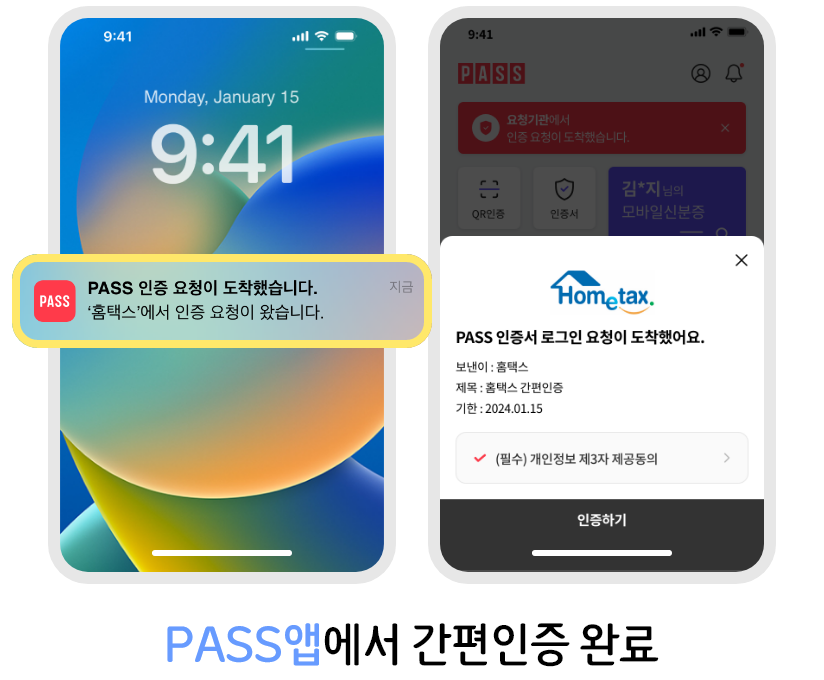 9:41
Monday, January 15
9:41
PASS
PASS 인증 요청이 도착했습니다.
지금
‘홈택스’에서 인증 요청이 왔습니다.
9:41
PASS
요청기관에서
인증 요청이 도착했습니다.
QR인증
인증서
김*지 님의
모바일신분증
Hometax.
PASS 인증서 로그인 요청이 도착했어요.
보낸이 : 홈택스
제목 : 홈택스 간편인증
기한 : 2024.01.15
(필수) 개인정보 제3자 제공동의
인증하기
PASS앱에서 간편인증 완료